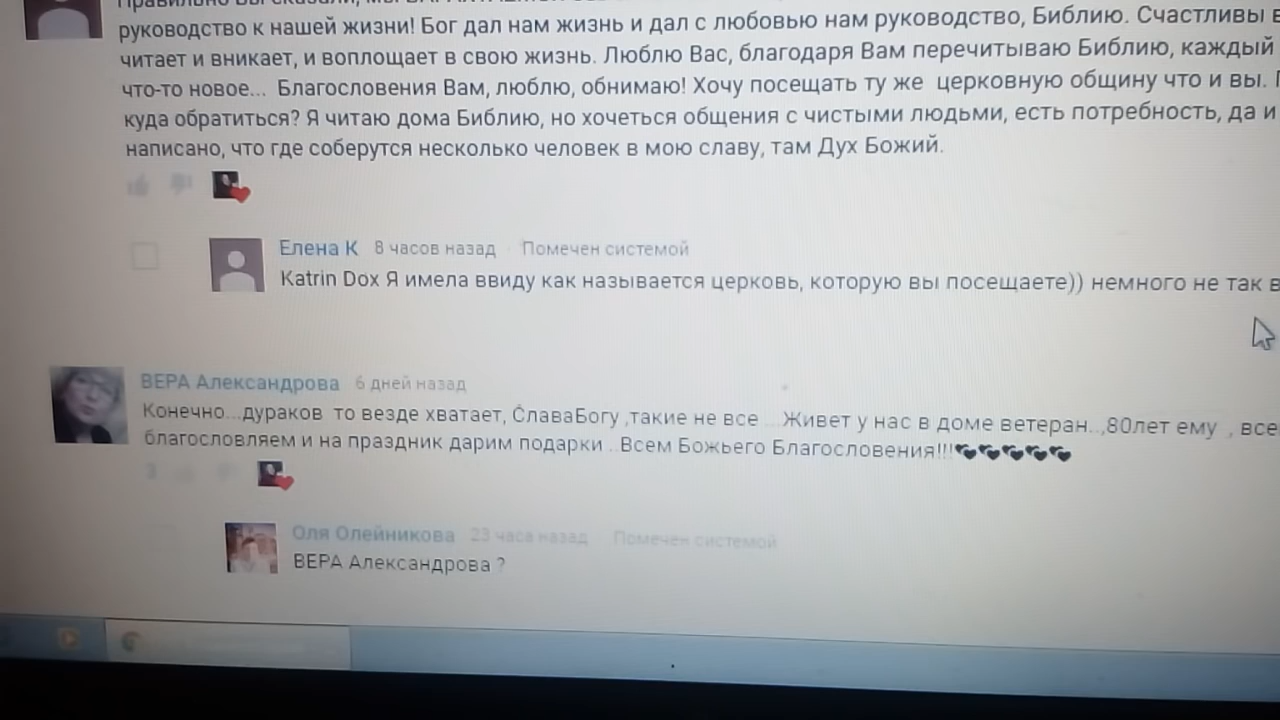 руководство к нашей жизни! Бог дал нам жизнь и дал с любовью нам руководство, Библию. Счастливы
читает и вникает, и воплощает в свою жизнь. Люблю Вас, благодаря Вам перечитываю Библию, каждый
что-то новое... Благословения Вам, люблю, обнимаю! Хочу посещать ту же церковную общину что и вы.
куда обратиться? Я читаю дома Библию, но хочеться общения с чистыми людьми, есть потребность, да и
написано, что где соберутся несколько человек в мою славу, там Дух Божий.
Елена К 8 часов назад · Помечен системой
Katrin Dox Я имела ввиду как называется церковь, которую вы посещаете)) немного не так
ВЕРА Александрова 6 дней назад
Конечно...дураков то везде хватает, СлаваБогу ,такие не все ...Живет у нас в доме ветеран..,80лет ему , все
благословляем и на праздник дарим подарки ..Всем Божьего Благословения!!!💕💕💕💕💕
3
Оля Олейникова 23 часа назад · Помечен системой
ВЕРА Александрова ?